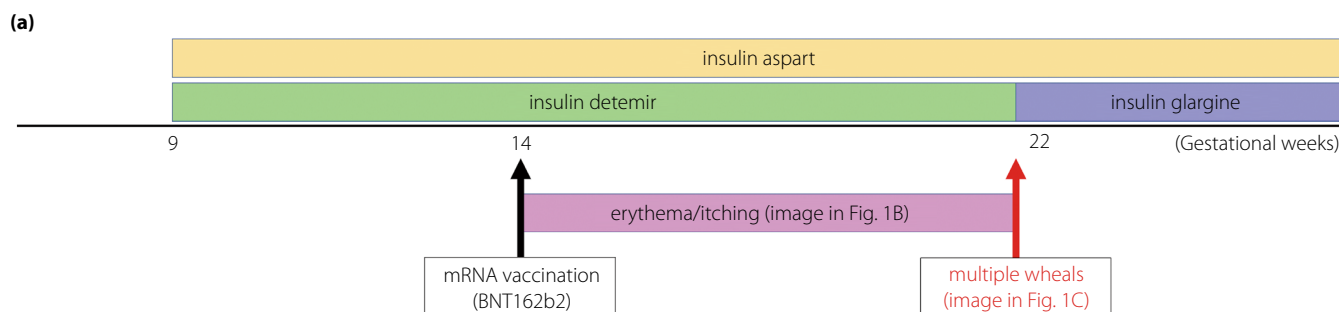 (a)
insulin aspart
insulin detemir
insulin glargine
9
14
22
(Gestational weeks)
erythema/itching (image in Fig. 1B)
mRNA vaccination
(BNT162b2)
multiple wheals
(image in Fig. 1C)